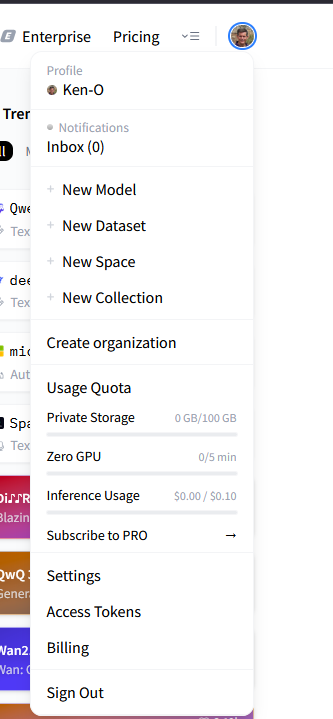 Enterprise Pricing
Profile
Ken-O
Notifications
Inbox (0)
+ New Model
+ New Dataset
+ New Space
+ New Collection
Create organization
Usage Quota
Private Storage 0 GB/100 GB
Zero GPU 0/5 min
Inference Usage $0.00 / $0.10
Subscribe to PRO →
Settings
Access Tokens
Billing
Sign Out
Tren
ll
Qwe
Tex
dee
Tex
mic
Aut
Spa
Tex
Di♪♪R
Blazin
QwQ 3
Genera
Wan2.
Wan: O